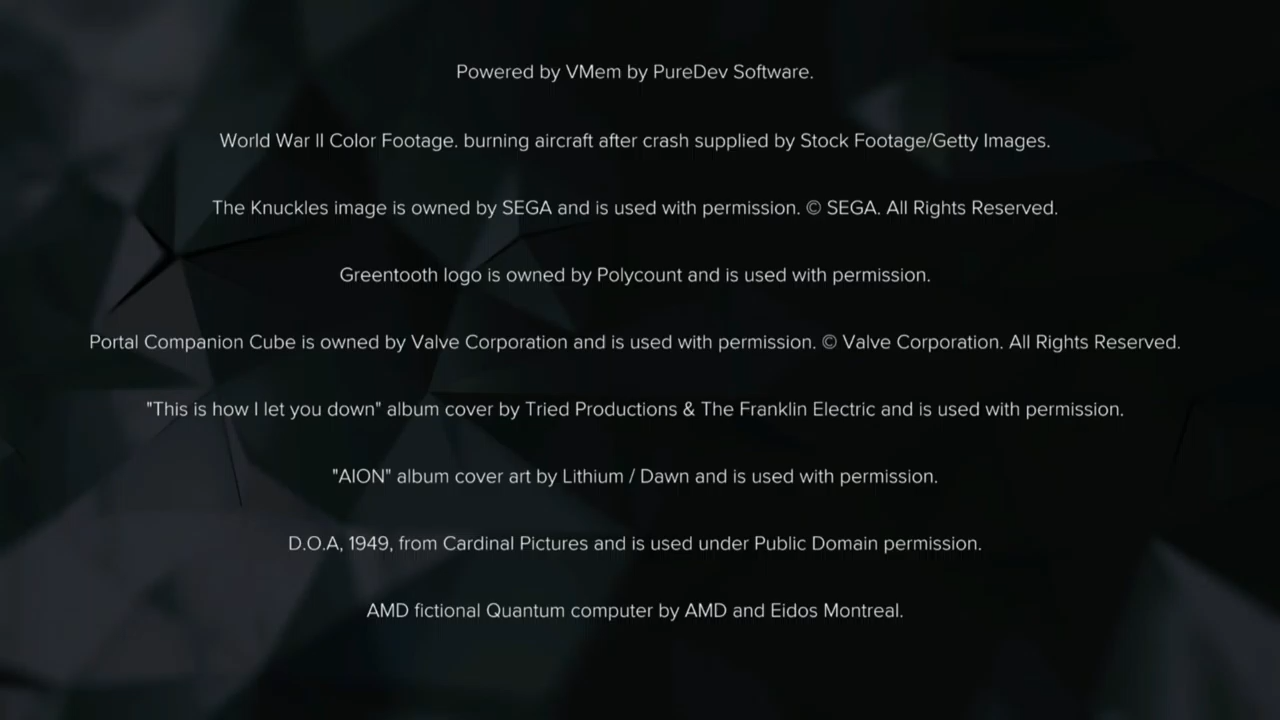 Powered by VMem by PureDev Software.
World War II Color Footage. burning aircraft after crash supplied by Stock Footage/Getty Images.
The Knuckles image is owned by SEGA and is used with permission. © SEGA. All Rights Reserved.
Greentooth logo is owned by Polycount and is used with permission.
Portal Companion Cube is owned by Valve Corporation and is used with permission. © Valve Corporation. All Rights Reserved.
"This is how I let you down" album cover by Tried Productions & The Franklin Electric and is used with permission.
"AION" album cover art by Lithium / Dawn and is used with permission.
D.O.A, 1949, from Cardinal Pictures and is used under Public Domain permission.
AMD fictional Quantum computer by AMD and Eidos Montreal.